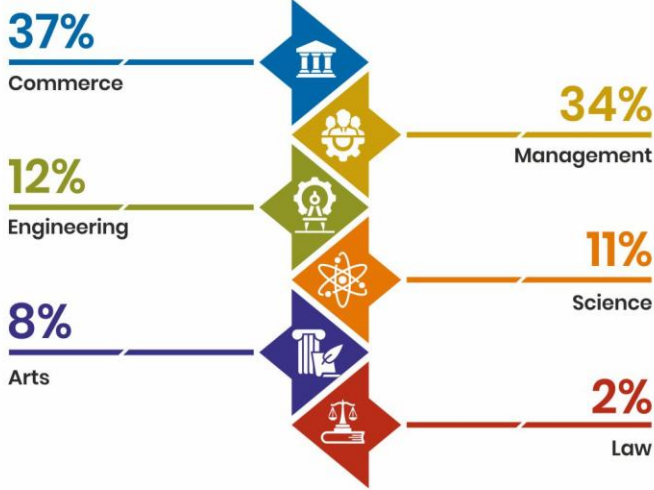 37%
Commerce
34%
Management
12%
Engineering
11%
Science
8%
Arts
2%
Law